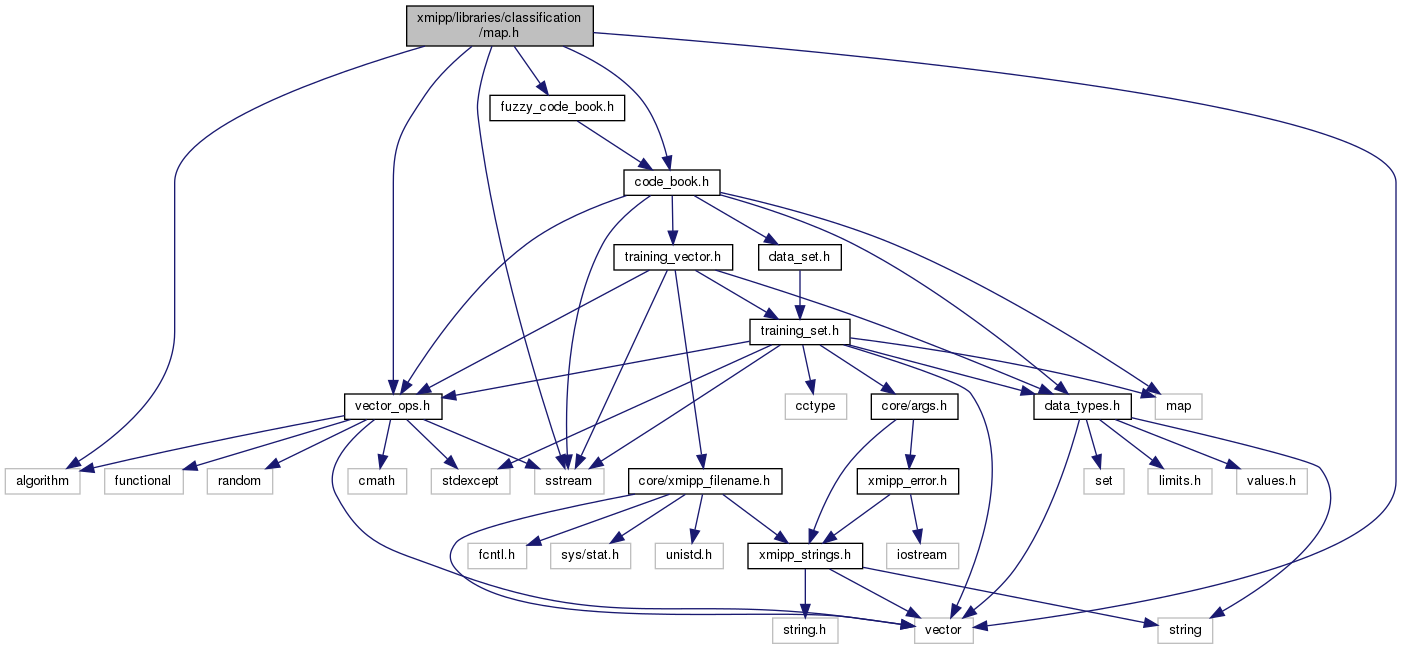 xmipp/libraries/classification
/map.h
fuzzy_code_book.h
code_book.h
training_vector.h
data_set.h
training_set.h
vector_ops.h
cctype
core/args.h
data_types.h
map
algorithm
functional
random
cmath
stdexcept
sstream
core/xmipp_filename.h
xmipp_error.h
set
limits.h
values.h
fcntl.h
sys/stat.h
unistd.h
xmipp_strings.h
iostream
string.h
vector
string